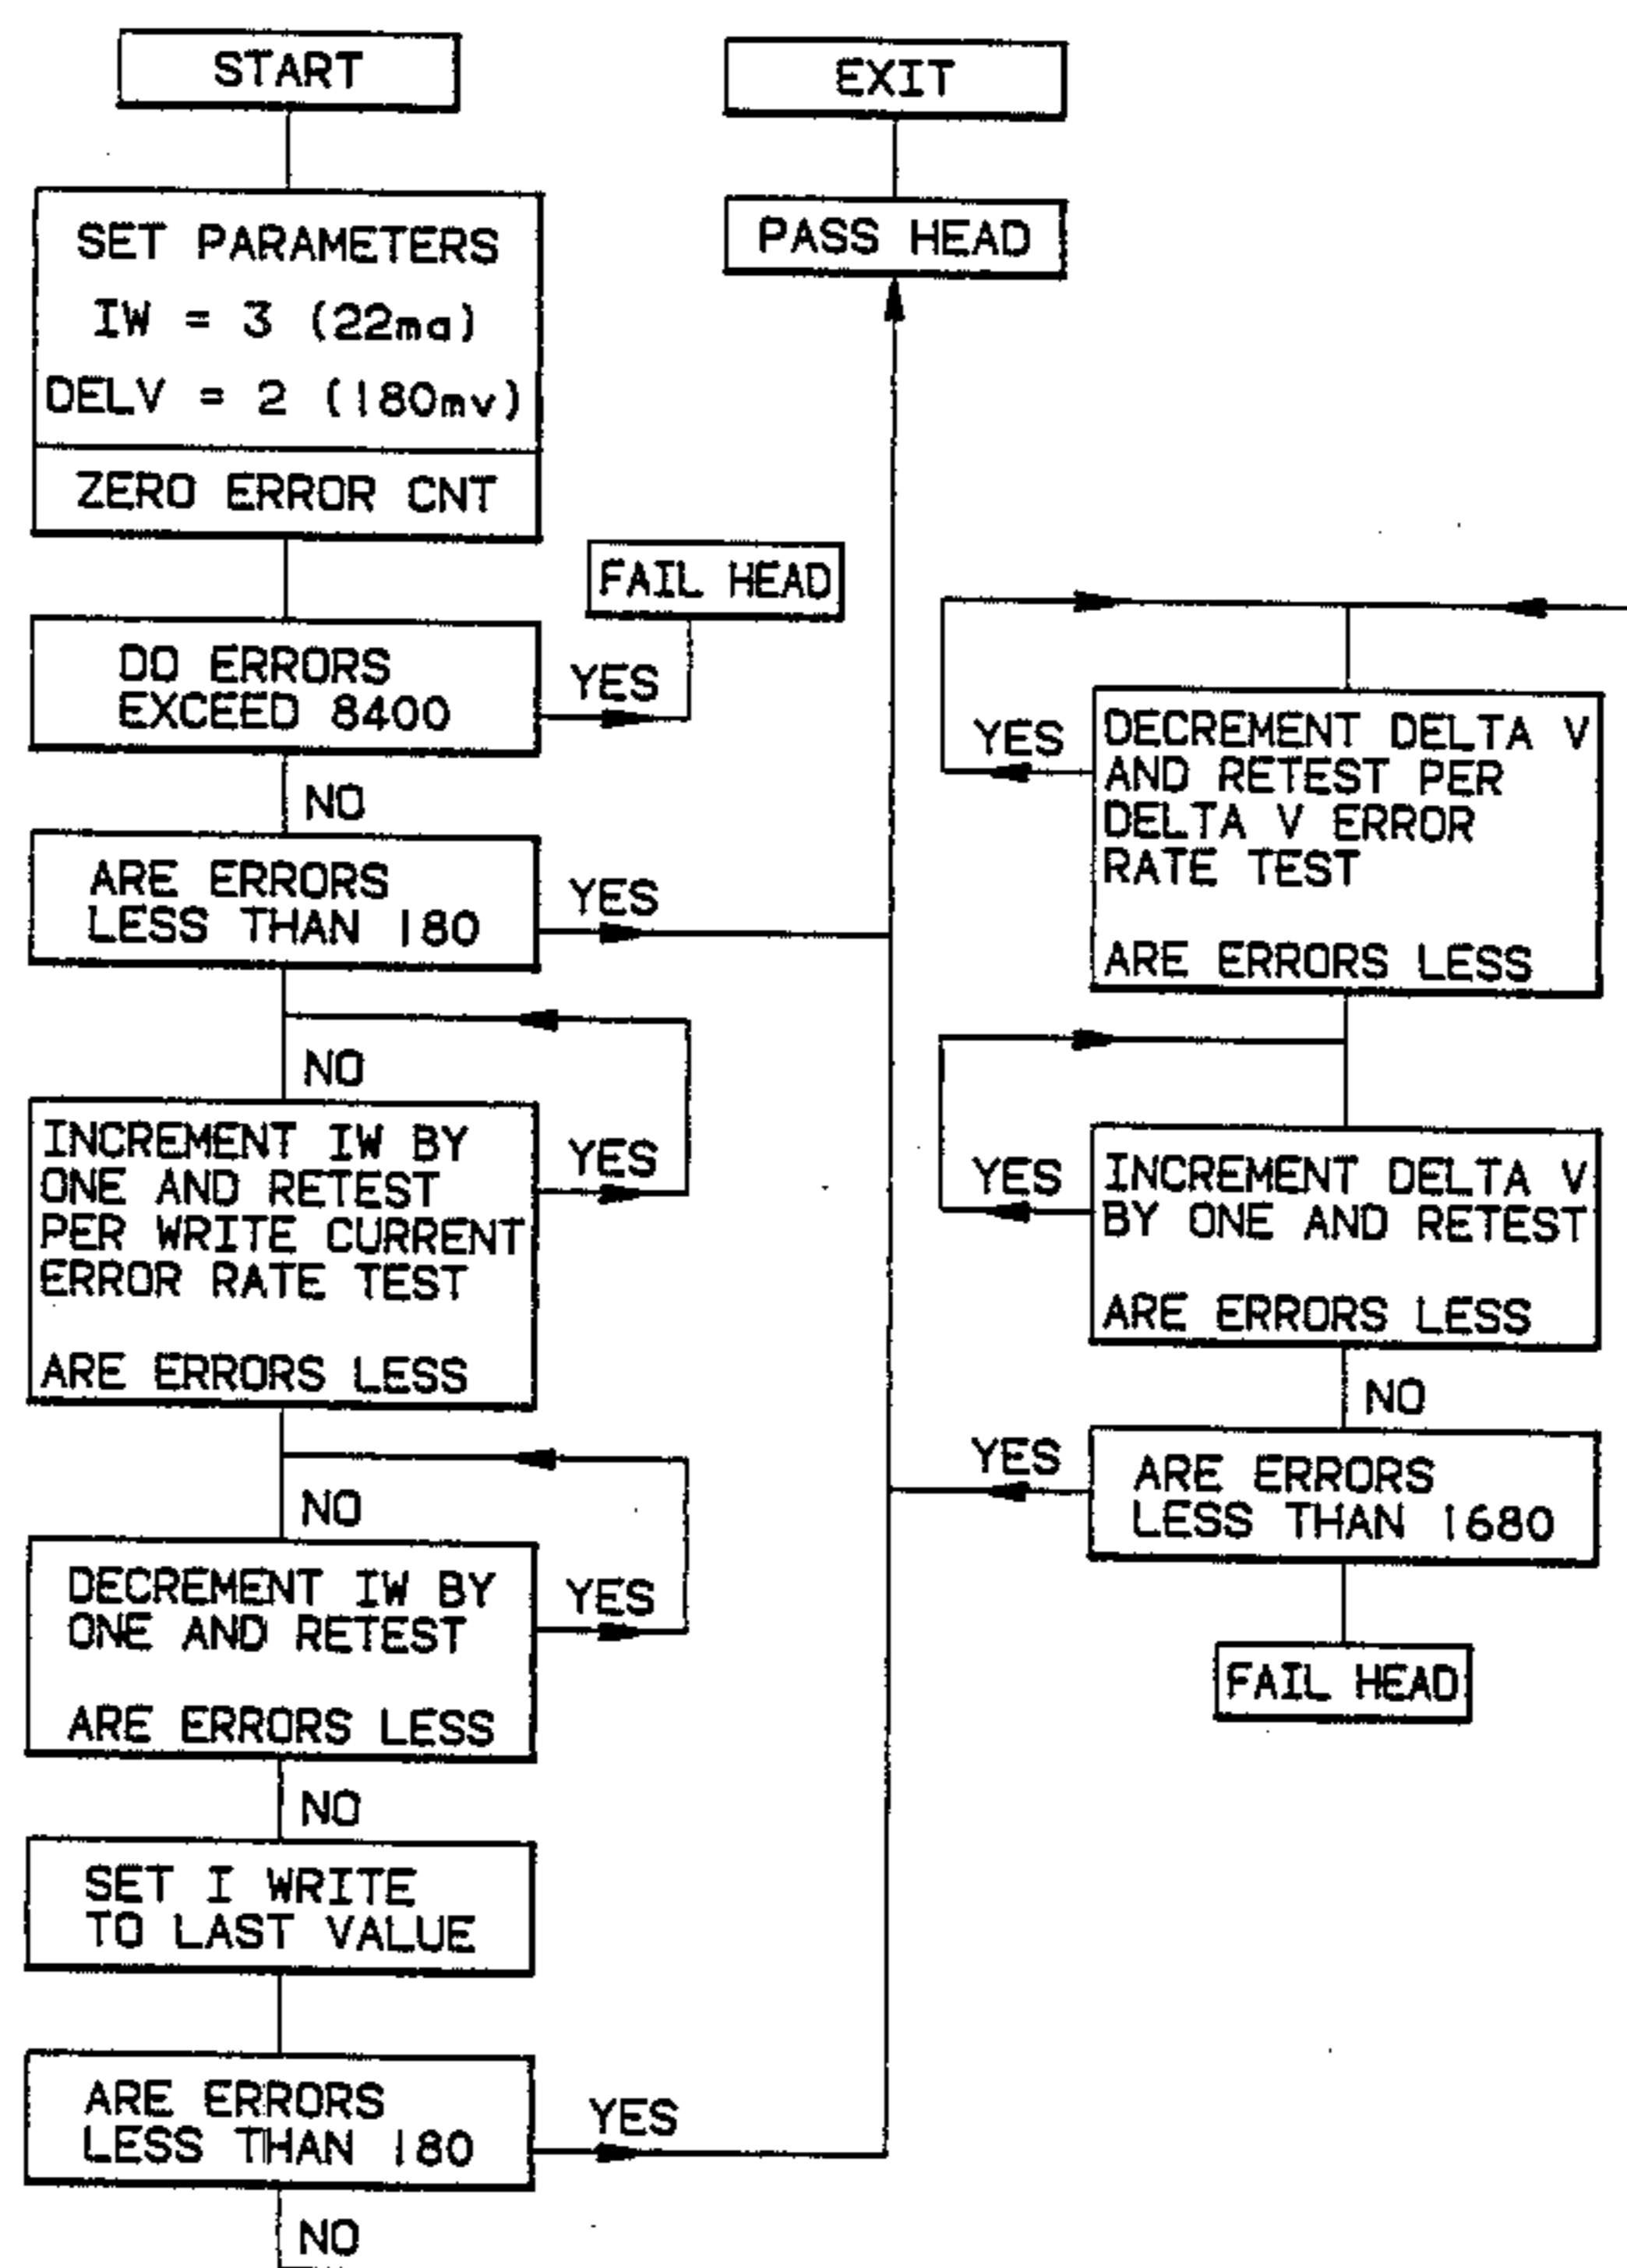 START
SET PARAMETERS
IW = 3 (22ma)
DELV = 2 (180mv)
ZERO ERROR CNT
DO ERRORS
EXCEED 8400
YES
FAIL HEAD
NO
ARE ERRORS
LESS THAN 180
YES
NO
INCREMENT IW BY
ONE AND RETEST
PER WRITE CURRENT
ERROR RATE TEST
ARE ERRORS LESS
YES
NO
DECREMENT IW BY
ONE AND RETEST
ARE ERRORS LESS
YES
NO
SET I WRITE
TO LAST VALUE
ARE ERRORS
LESS THAN 180
YES
NO
EXIT
PASS HEAD
DECREMENT DELTA V
AND RETEST PER
DELTA V ERROR
RATE TEST
ARE ERRORS LESS
YES
INCREMENT DELTA V
BY ONE AND RETEST
ARE ERRORS LESS
YES
NO
ARE ERRORS
LESS THAN 1680
YES
FAIL HEAD